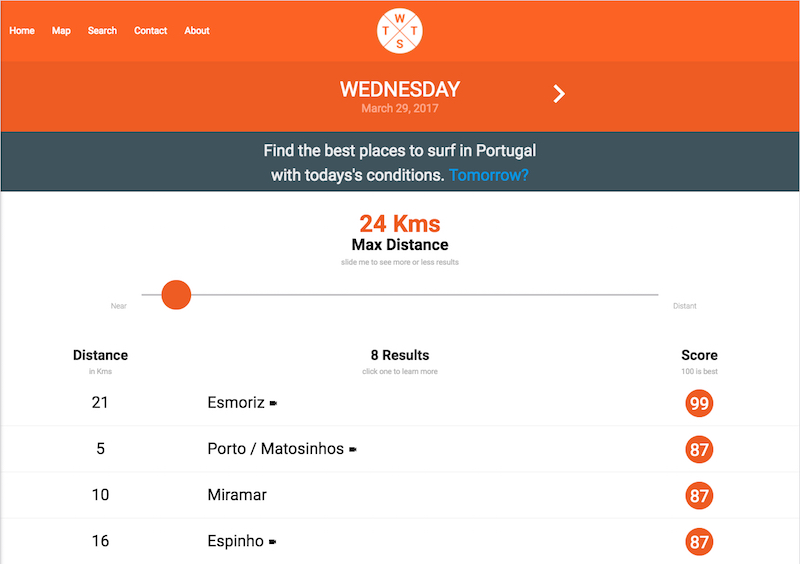 Home Map Search Contact About
W
T T
S
WEDNESDAY
March 29, 2017
Find the best places to surf in Portugal
with todays's conditions. Tomorrow?
24 Kms
Max Distance
slide me to see more or less results
Near Distant
Distance 8 Results Score
in Kms click one to learn more 100 is best
21 Esmoriz 99
5 Porto / Matosinhos 87
10 Miramar 87
16 Espinho 87